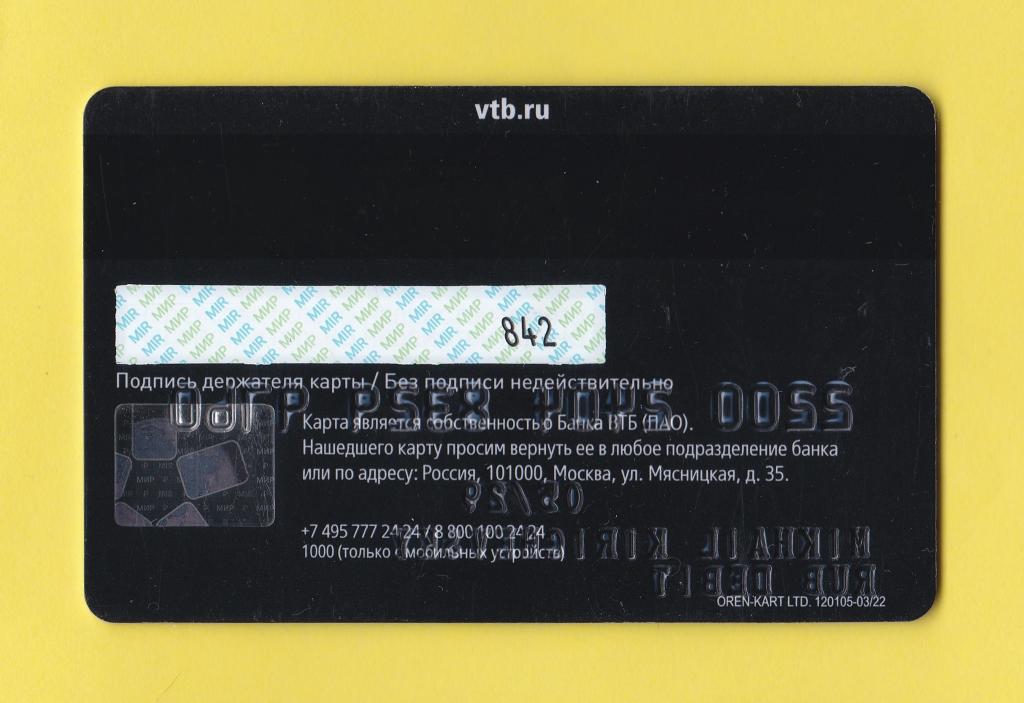 vtb.ru
842
Подпись держателя карты / Без подписи недействительно
Карта является собственностью Банка ВТБ (ПАО).
Нашедшего карту просим вернуть ее в любое подразделение банка
или по адресу: Россия, 101000, Москва, ул. Мясницкая, д. 35.
+7 495 777 24 24 / 8 800 100 24 24
1000 (только с мобильных устройств)
OREN-KART LTD. 120105-03/22